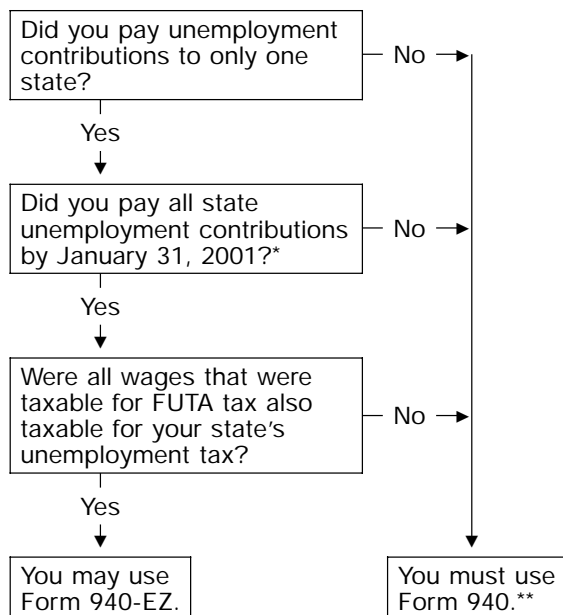 Did you pay unemployment
contributions to only one
state?
No
Yes
Did you pay all state
unemployment contributions
by January 31, 2001?*
No
Yes
Were all wages that were
taxable for FUTA tax also
taxable for your state's
unemployment tax?
No
Yes
You may use
Form 940-EZ.
You must use
Form 940.**